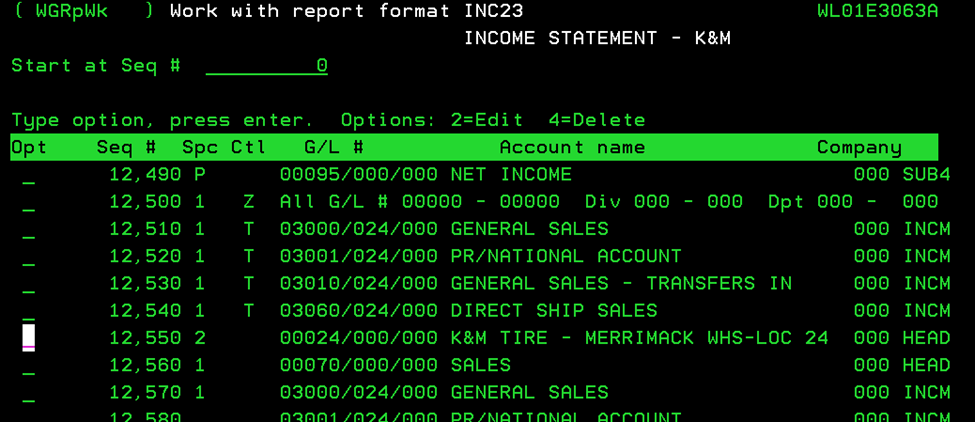 ( WGRpWk   ) Work with report format INC23   WL01E3063A
INCOME STATEMENT - K&M
Start at Seq #   0
Type option, press enter.  Options: 2=Edit  4=Delete
Opt   Seq #  Spc Ctl   G/L #   Account name   Company
_   12,490 P   00095/000/000 NET INCOME   000 SUB4
_   12,500 1   Z  All G/L # 00000 - 00000  Div 000 - 000  Dpt 000 -  000
_   12,510 1   T  03000/024/000 GENERAL SALES   000 INCM
_   12,520 1   T  03001/024/000 PR/NATIONAL ACCOUNT   000 INCM
_   12,530 1   T  03010/024/000 GENERAL SALES - TRANSFERS IN   000 INCM
_   12,540 1   T  03060/024/000 DIRECT SHIP SALES   000 INCM
_   12,550 2   00024/000/000 K&M TIRE - MERRIMACK WHS-LOC 24  000 HEAD
_   12,560 1   00070/000/000 SALES   000 HEAD
_   12,570 1   03000/024/000 GENERAL SALES   000 INCM
12,580   03001/024/000 PR/NATIONAL ACCOUNT   000 INCM